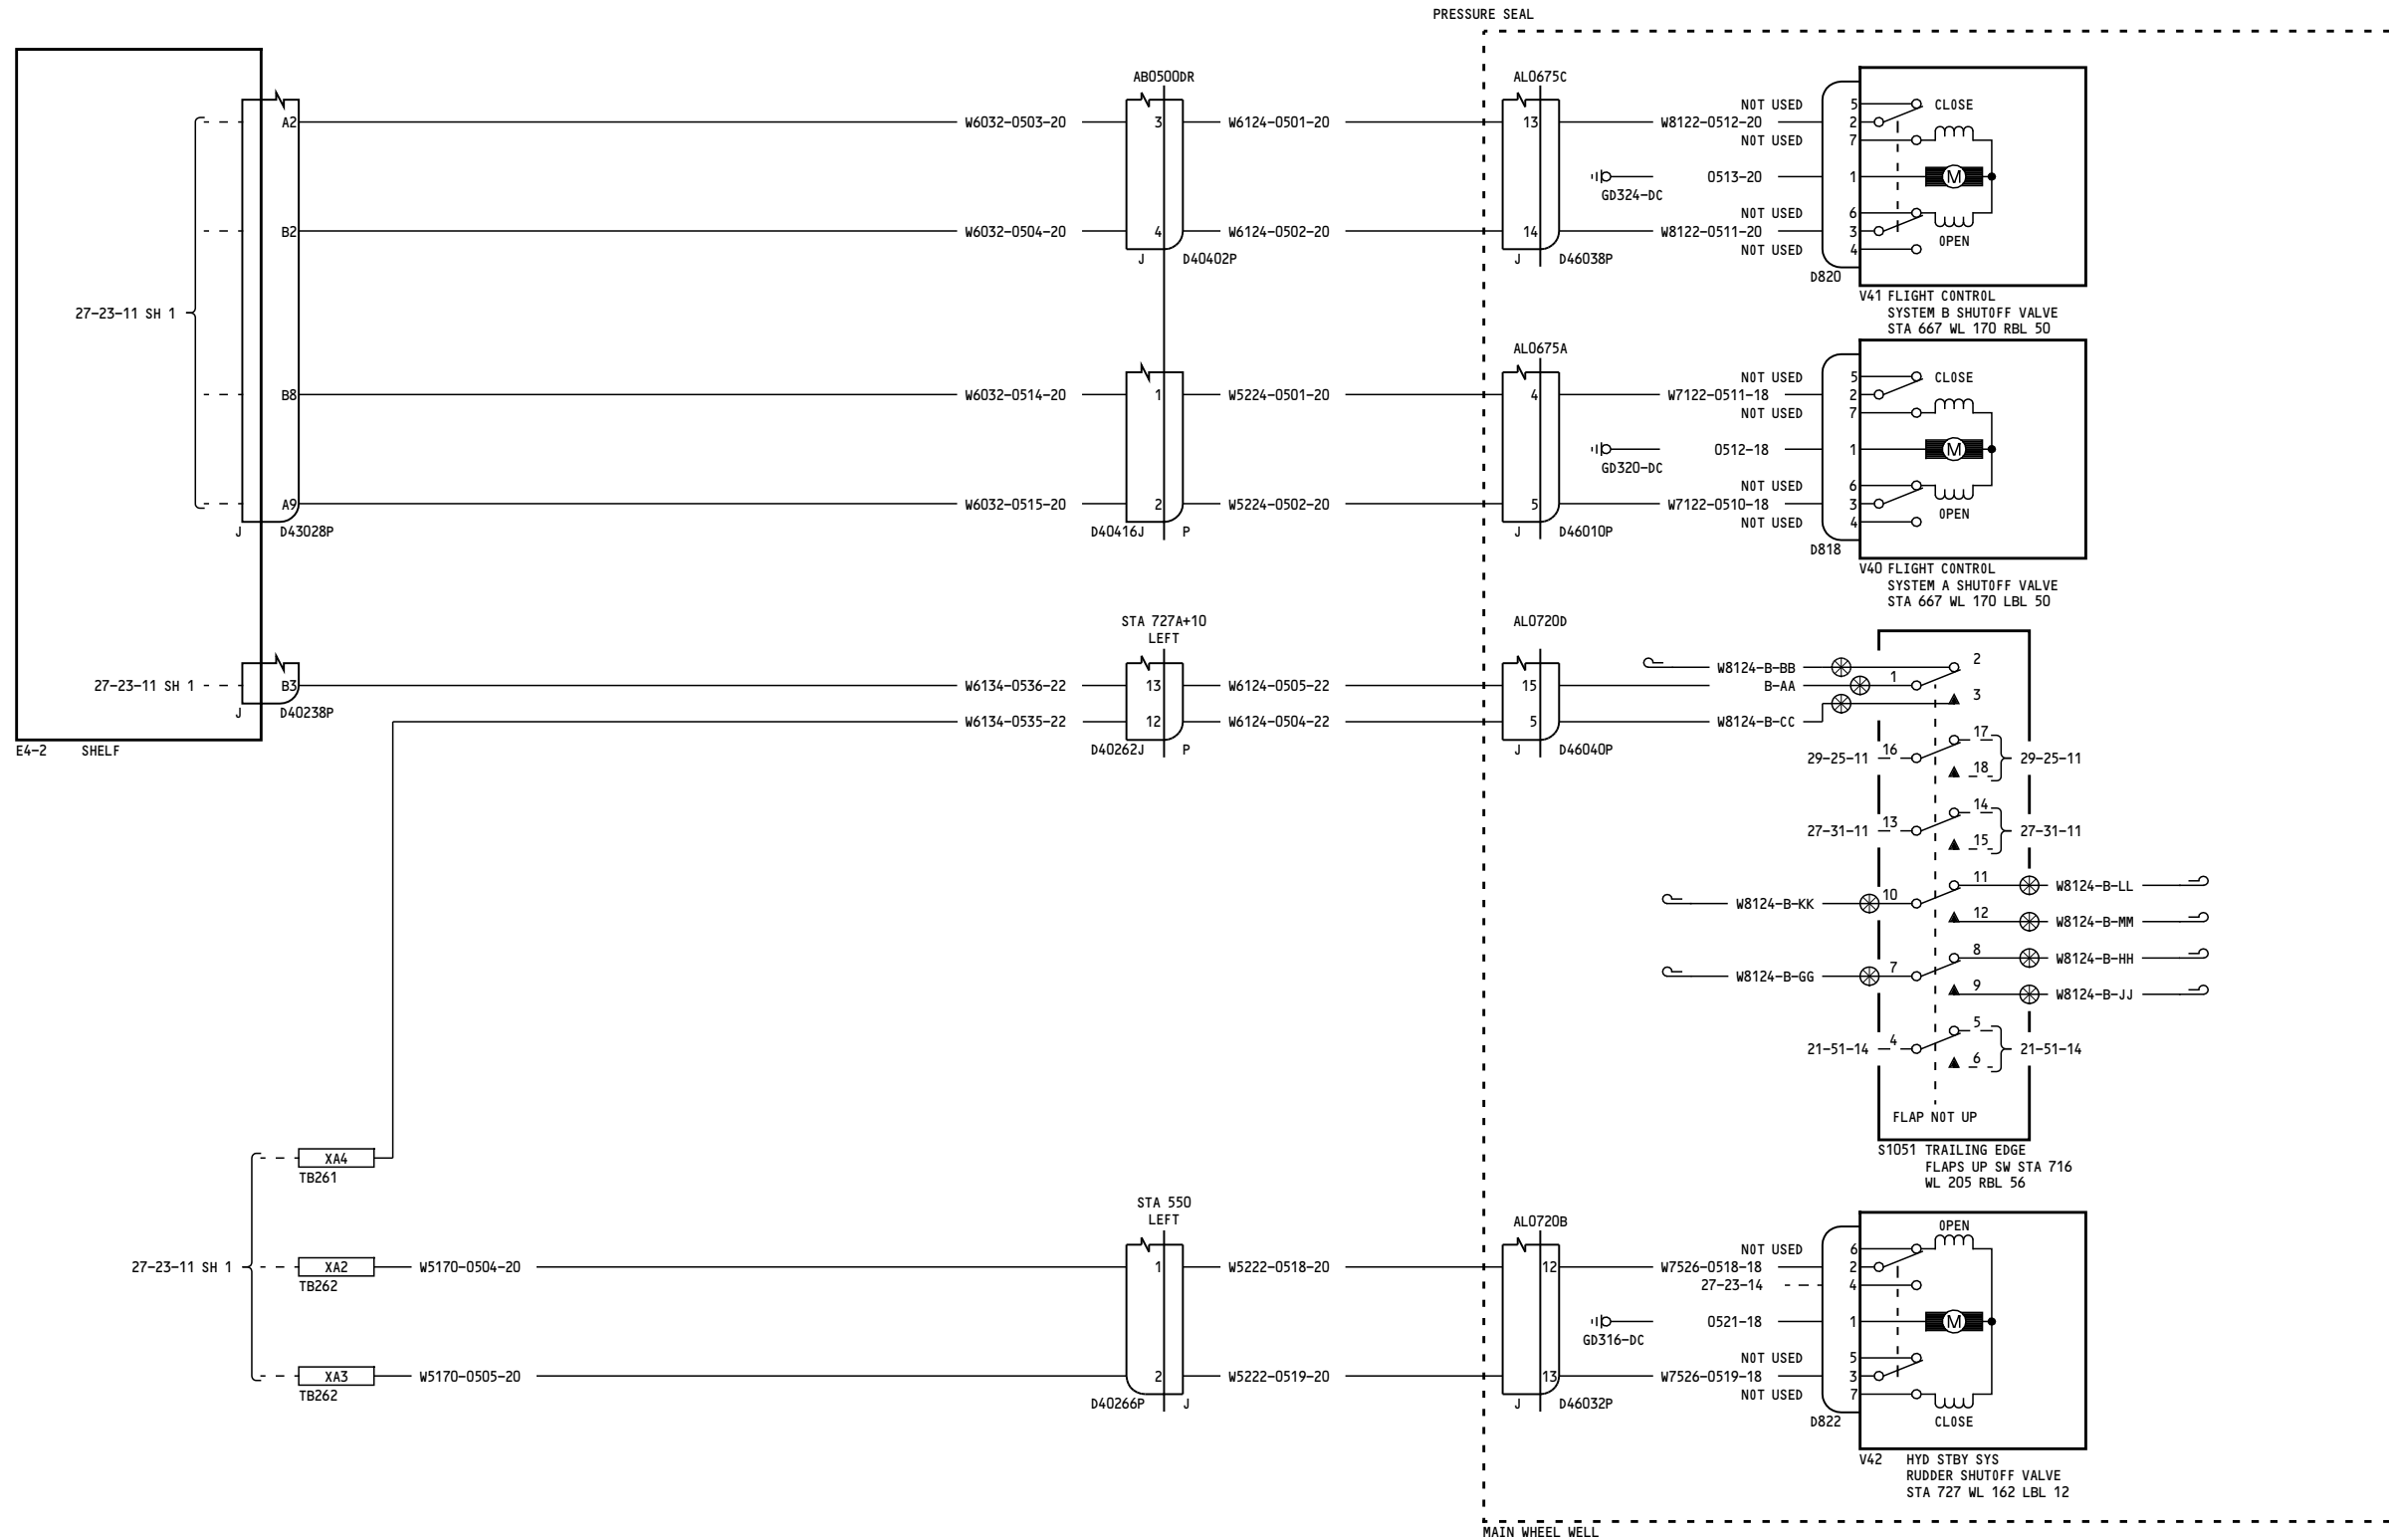 PRESSURE SEAL
AB0500DR
AL0675C
A2
W6032-0503-20
3
W6124-0501-20
13
NOT USED
W8122-0512-20
NOT USED
0513-20
GD324-DC
NOT USED
B2
W6032-0504-20
4
W6124-0502-20
14
W8122-0511-20
NOT USED
J
D40402P
J
D46038P
D820
5
2
7
1
6
3
4
CLOSE
M
OPEN
V41 FLIGHT CONTROL
SYSTEM B SHUTOFF VALVE
STA 667 WL 170 RBL 50
27-23-11 SH 1
AL0675A
B8
W6032-0514-20
1
W5224-0501-20
4
NOT USED
W7122-0511-18
NOT USED
0512-18
GD320-DC
NOT USED
A9
W6032-0515-20
2
W5224-0502-20
5
W7122-0510-18
NOT USED
J
D43028P
D40416J
P
J
D46010P
D818
5
2
7
1
6
3
4
CLOSE
M
OPEN
V40 FLIGHT CONTROL
SYSTEM A SHUTOFF VALVE
STA 667 WL 170 LBL 50
STA 727A+10
LEFT
AL0720D
27-23-11 SH 1
B3
W6134-0536-22
13
W6124-0505-22
15
W8124-B-BB
B-AA
W8124-B-CC
J
D40238P
W6134-0535-22
12
W6124-0504-22
5
D40262J
P
J
D46040P
E4-2 SHELF
1
2
3
29-25-11
16
17
18
29-25-11
27-31-11
13
14
15
27-31-11
W8124-B-KK
10
11
W8124-B-LL
12
W8124-B-MM
W8124-B-GG
7
8
W8124-B-HH
9
W8124-B-JJ
21-51-14
4
5
6
21-51-14
FLAP NOT UP
S1051 TRAILING EDGE
FLAPS UP SW STA 716
WL 205 RBL 56
XA4
TB261
27-23-11 SH 1
STA 550
LEFT
AL0720B
XA2
TB262
W5170-0504-20
1
W5222-0518-20
12
NOT USED
W7526-0518-18
27-23-14
0521-18
GD316-DC
NOT USED
XA3
TB262
W5170-0505-20
2
W5222-0519-20
13
W7526-0519-18
NOT USED
D40266P
J
J
D46032P
D822
6
2
4
1
5
3
7
OPEN
M
CLOSE
V42 HYD STBY SYS
RUDDER SHUTOFF VALVE
STA 727 WL 162 LBL 12
MAIN WHEEL WELL